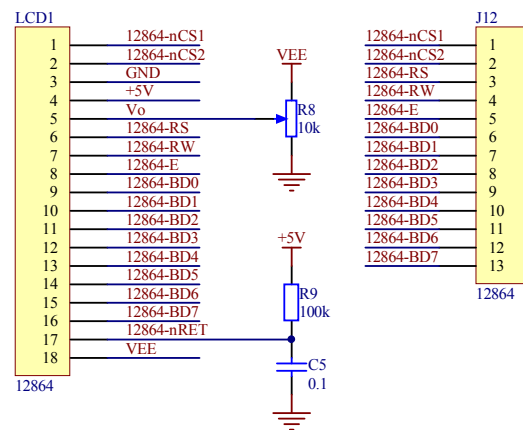 LCD1
1 12864-nCS1
2 12864-nCS2
3 GND
4 +5V
5 Vo
6 12864-RS
7 12864-RW
8 12864-E
9 12864-BD0
10 12864-BD1
11 12864-BD2
12 12864-BD3
13 12864-BD4
14 12864-BD5
15 12864-BD6
16 12864-BD7
17 12864-nRET
18 VEE
12864
VEE
R8
10k
+5V
R9
100k
C5
0.1
J12
12864-nCS1 1
12864-nCS2 2
12864-RS 3
12864-RW 4
12864-E 5
12864-BD0 6
12864-BD1 7
12864-BD2 8
12864-BD3 9
12864-BD4 10
12864-BD5 11
12864-BD6 12
12864-BD7 13
12864